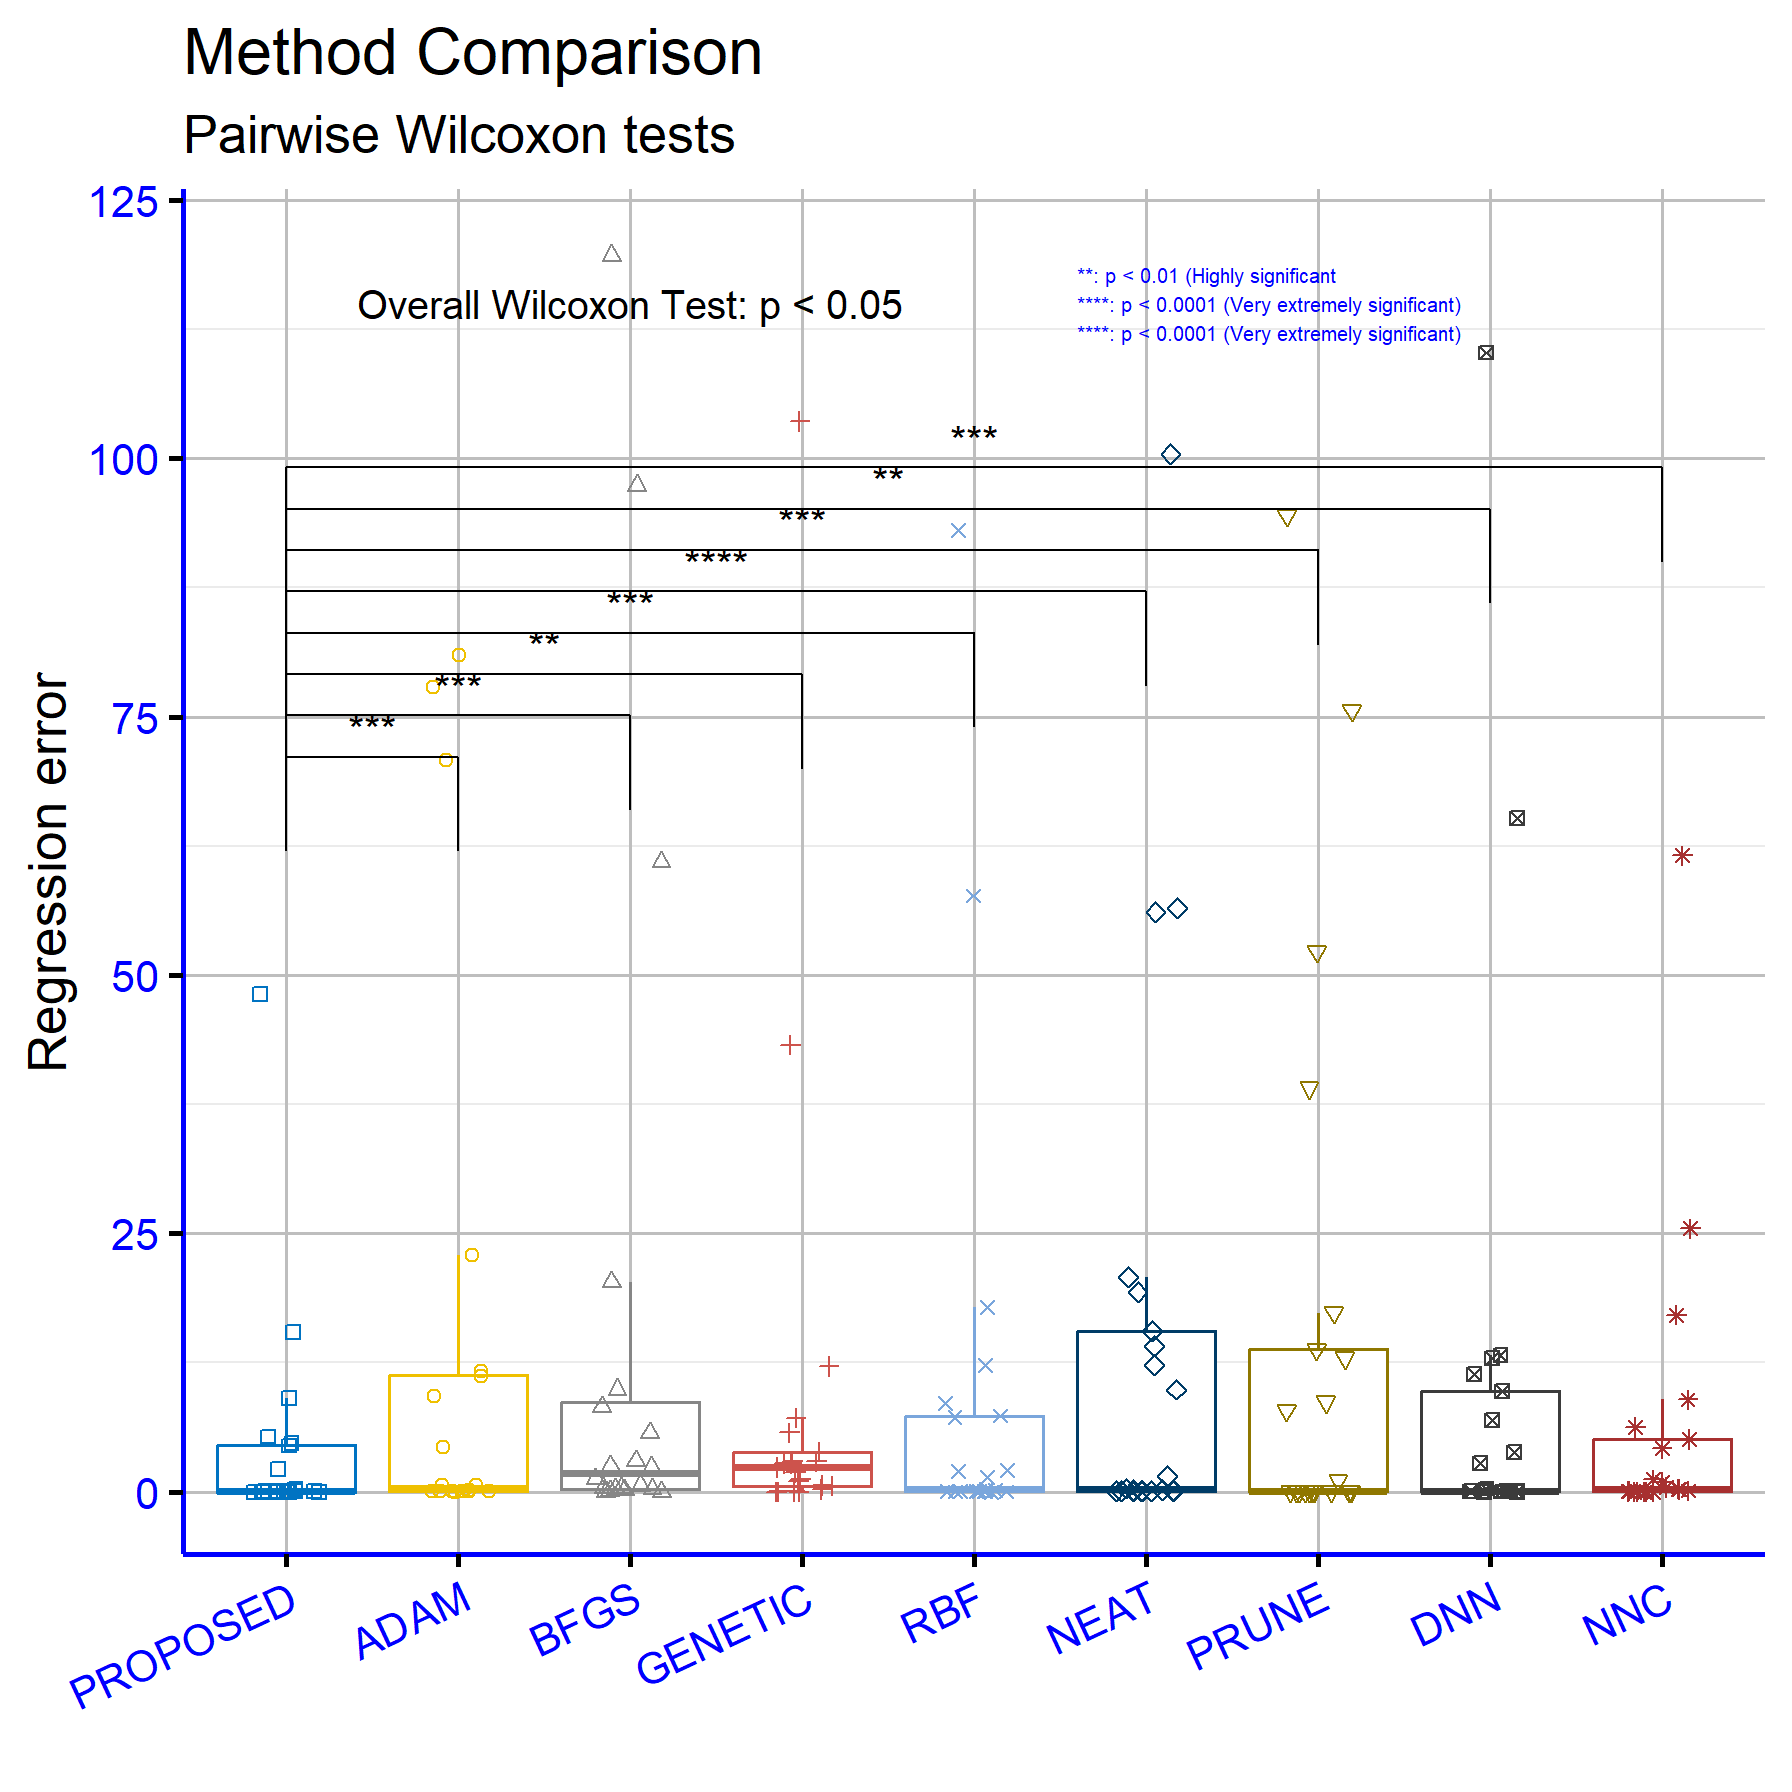 Method Comparison
Pairwise Wilcoxon tests
125
**: p < 0.01 (Highly significant
Overall Wilcoxon Test: p < 0.05
****: p < 0.0001 (Very extremely significant)
****: p < 0.0001 (Very extremely significant)
***
100
**
***
****
***
**
***
75
***
Regression error
50
25
0
PROPOSED
ADAM
BFGS
GENETIC
RBF
NEAT
PRUNE
DNN
NNC